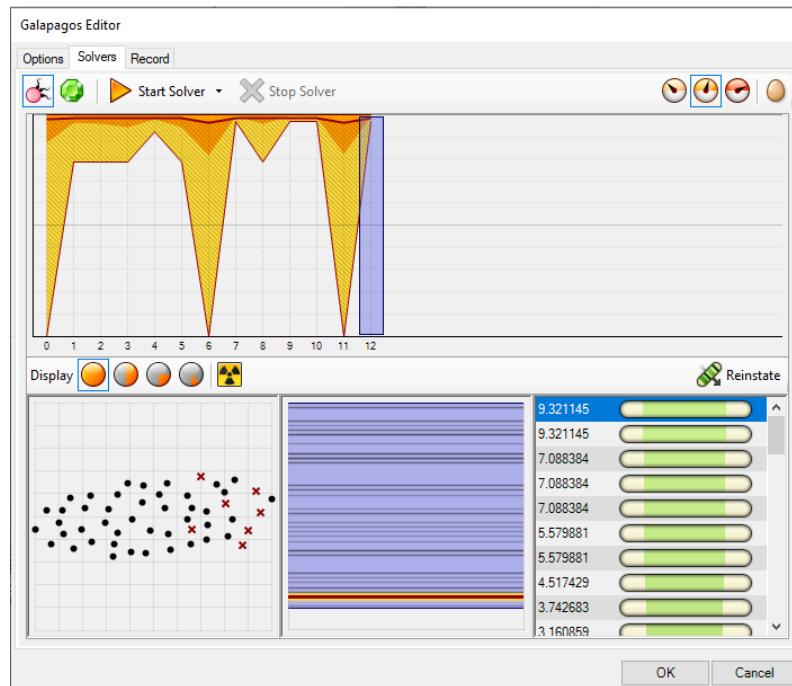 Galapagos Editor
Options Solvers Record
Start Solver Stop Solver
0 1 2 3 4 5 6 7 8 9 10 11 12
Display Reinstate
9.321145
9.321145
7.088384
7.088384
7.088384
5.579881
5.579881
4.517429
3.742683
3.160859
OK Cancel